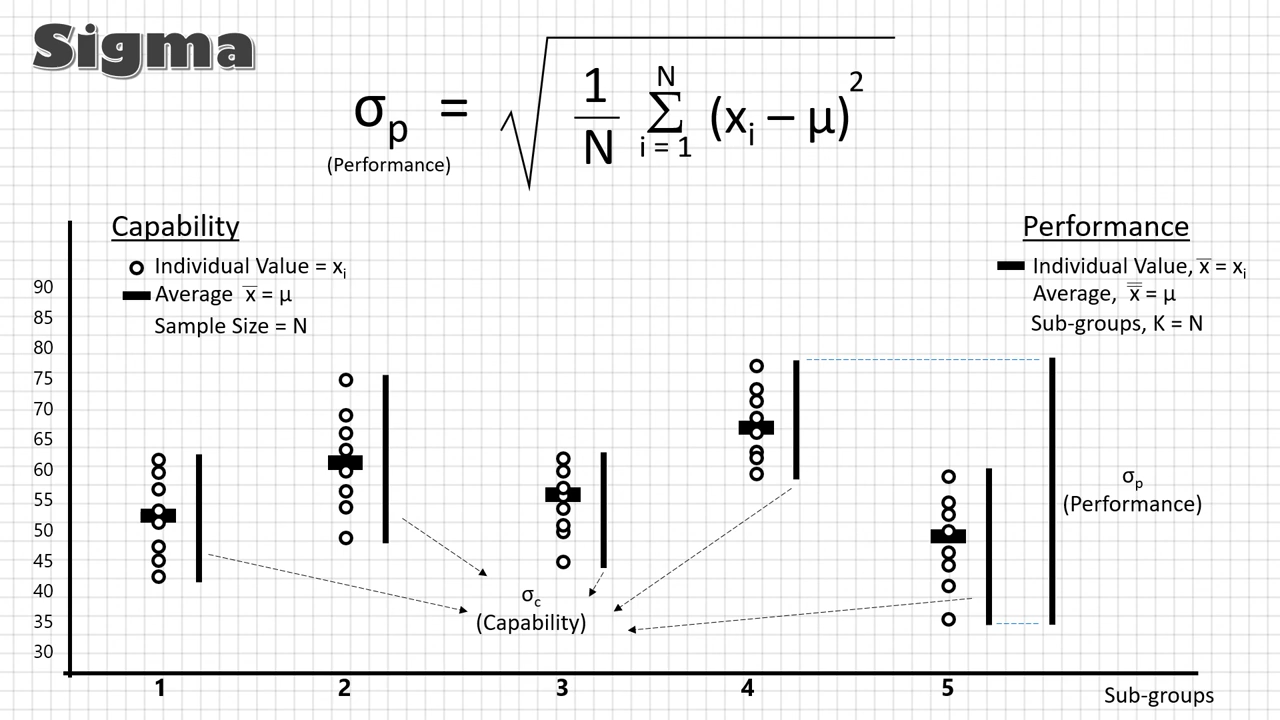 Sigma
σp = √ 1/N N Σ i = 1 (xi − μ)2
(Performance)
Capability
Individual Value = xi
Average x̅ = μ
Sample Size = N
Performance
Individual Value, x̅ = xi
Average, x̿ = μ
Sub-groups, K = N
90
85
80
75
70
65
60
55
50
45
40
35
30
σp
(Performance)
σc
(Capability)
1 2 3 4 5
Sub-groups